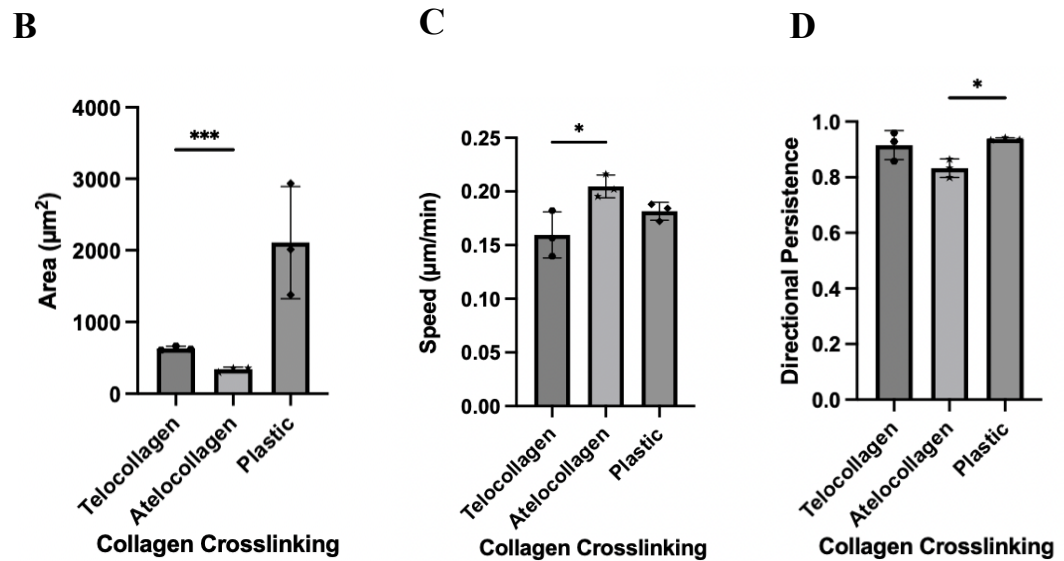 B
Area (µm²)
4000
3000
2000
1000
0
***
Telocollagen
Atelocollagen
Plastic
Collagen Crosslinking
C
Speed (µm/min)
0.25
0.20
0.15
0.10
0.05
0.00
*
Telocollagen
Atelocollagen
Plastic
Collagen Crosslinking
D
Directional Persistence
1.0
0.8
0.6
0.4
0.2
0.0
*
Telocollagen
Atelocollagen
Plastic
Collagen Crosslinking